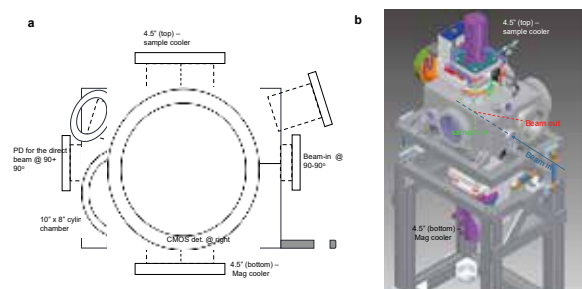 a
4.5" (top) –
sample cooler
PD for the direct
beam @ 90+
90°
Beam-in @
90-90°
10" x 8" cylir
chamber
CMOS det. @ right
4.5" (bottom) –
Mag cooler
b
4.5" (top) –
sample cooler
Beam out
Beam in
4.5" (bottom) –
Mag cooler